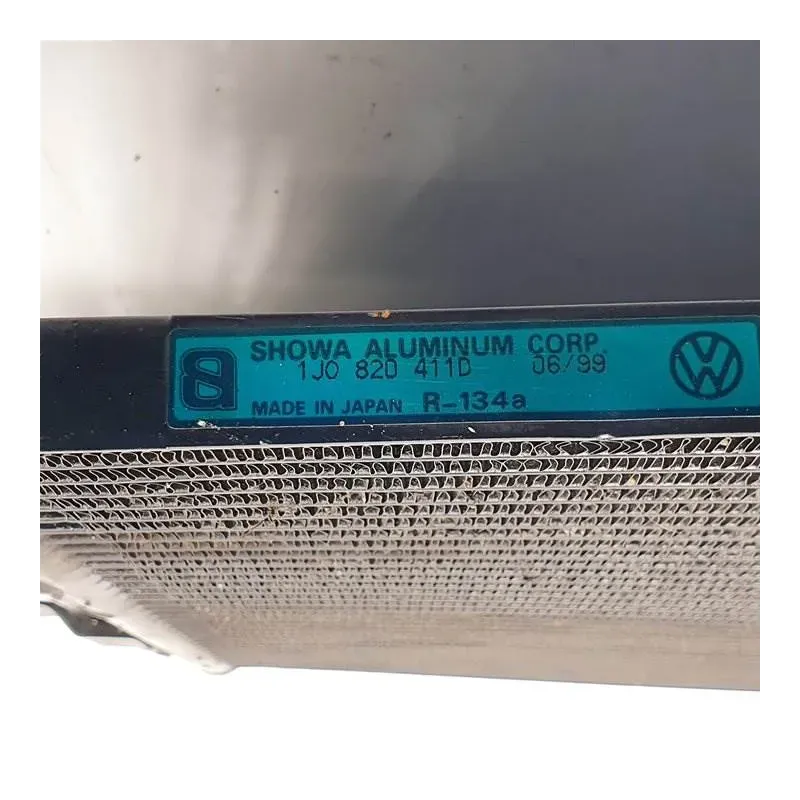 SHOWA ALUMINUM CORP.
1J0 820 411D 06/99
MADE IN JAPAN R-134a